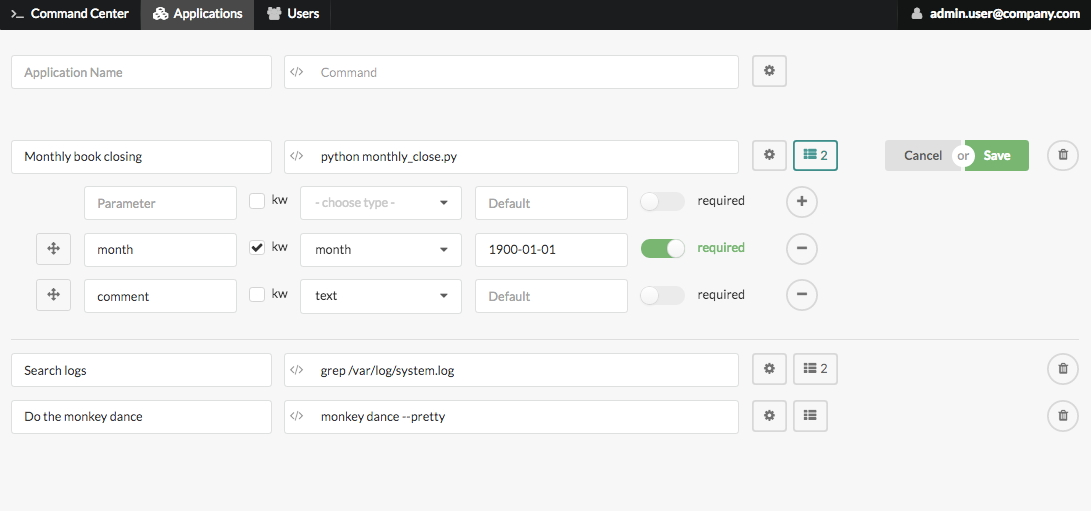 >_ Command Center Applications Users admin.user@company.com
Application Name </> Command
Monthly book closing </> python monthly_close.py 2 Cancel or Save
Parameter kw - choose type - Default required
month kw month 1900-01-01 required
comment kw text Default required
Search logs </> grep /var/log/system.log 2
Do the monkey dance </> monkey dance --pretty